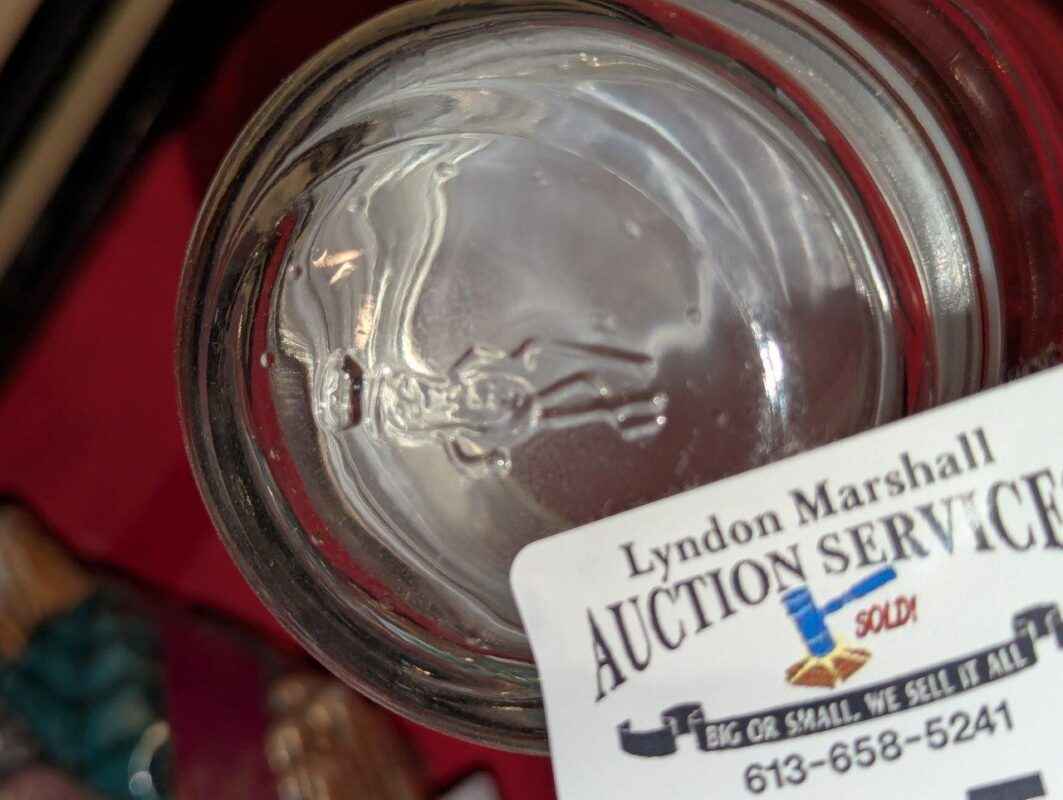 Lyndon Marshall
AUCTION SERVICE
SOLD!
BIG OR SMALL, WE SELL IT ALL
613-658-5241